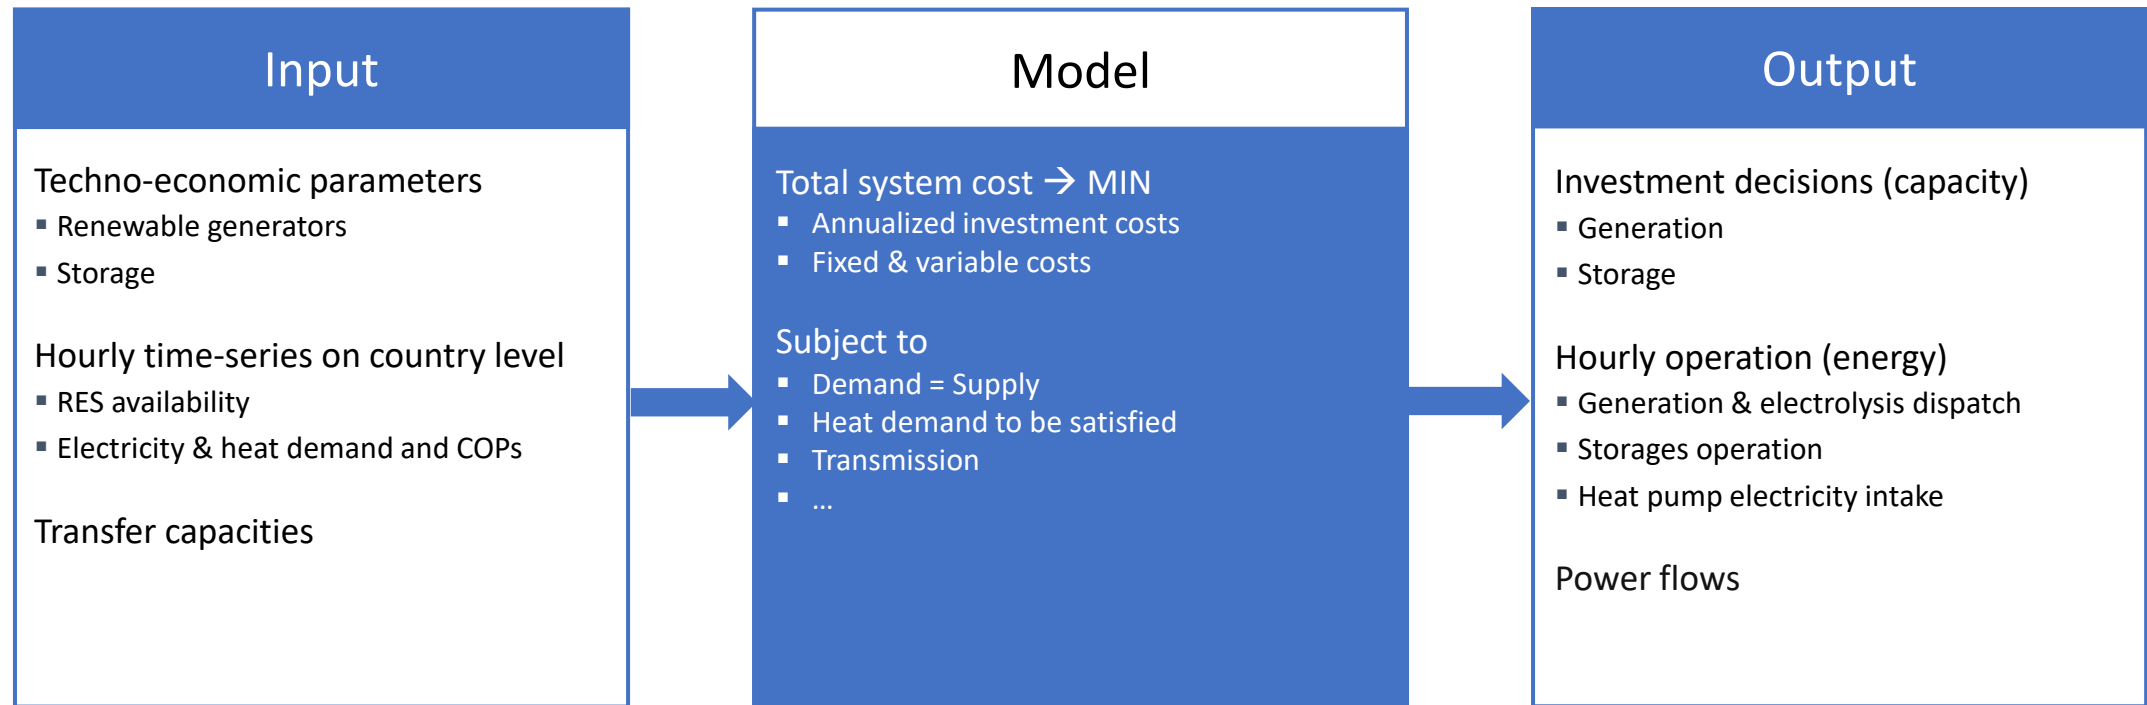 Input
Techno-economic parameters
▪ Renewable generators
▪ Storage
Hourly time-series on country level
▪ RES availability
▪ Electricity & heat demand and COPs
Transfer capacities
Model
Total system cost → MIN
▪ Annualized investment costs
▪ Fixed & variable costs
Subject to
▪ Demand = Supply
▪ Heat demand to be satisfied
▪ Transmission
▪ ...
Output
Investment decisions (capacity)
▪ Generation
▪ Storage
Hourly operation (energy)
▪ Generation & electrolysis dispatch
▪ Storages operation
▪ Heat pump electricity intake
Power flows